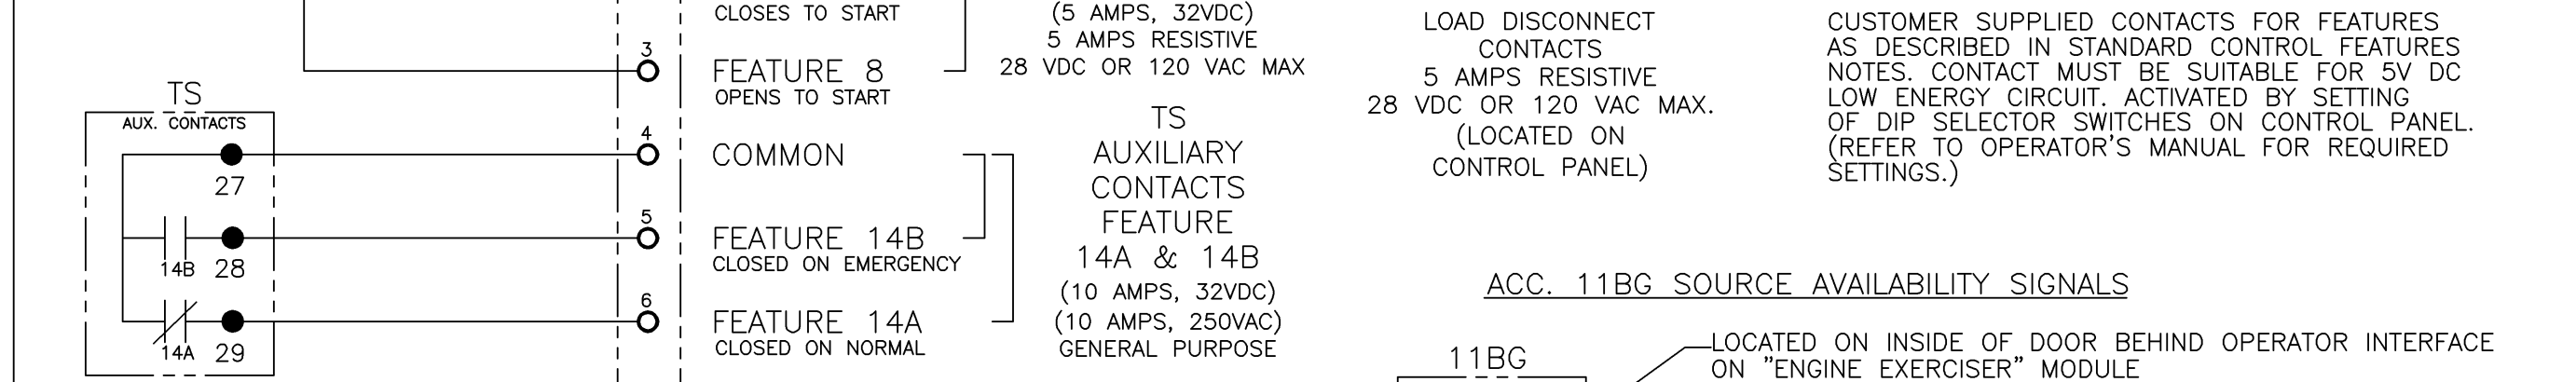 CLOSES TO START
3
FEATURE 8
OPENS TO START
(5 AMPS, 32VDC)
5 AMPS RESISTIVE
28 VDC OR 120 VAC MAX
LOAD DISCONNECT
CONTACTS
5 AMPS RESISTIVE
28 VDC OR 120 VAC MAX.
(LOCATED ON
CONTROL PANEL)
CUSTOMER SUPPLIED CONTACTS FOR FEATURES
AS DESCRIBED IN STANDARD CONTROL FEATURES
NOTES. CONTACT MUST BE SUITABLE FOR 5V DC
LOW ENERGY CIRCUIT. ACTIVATED BY SETTING
OF DIP SELECTOR SWITCHES ON CONTROL PANEL.
(REFER TO OPERATOR'S MANUAL FOR REQUIRED
SETTINGS.)
TS
AUX. CONTACTS
27
14B 28
14A 29
4
COMMON
5
FEATURE 14B
CLOSED ON EMERGENCY
6
FEATURE 14A
CLOSED ON NORMAL
TS
AUXILIARY
CONTACTS
FEATURE
14A & 14B
(10 AMPS, 32VDC)
(10 AMPS, 250VAC)
GENERAL PURPOSE
ACC. 11BG SOURCE AVAILABILITY SIGNALS
11BG
LOCATED ON INSIDE OF DOOR BEHIND OPERATOR INTERFACE
ON "ENGINE EXERCISER" MODULE